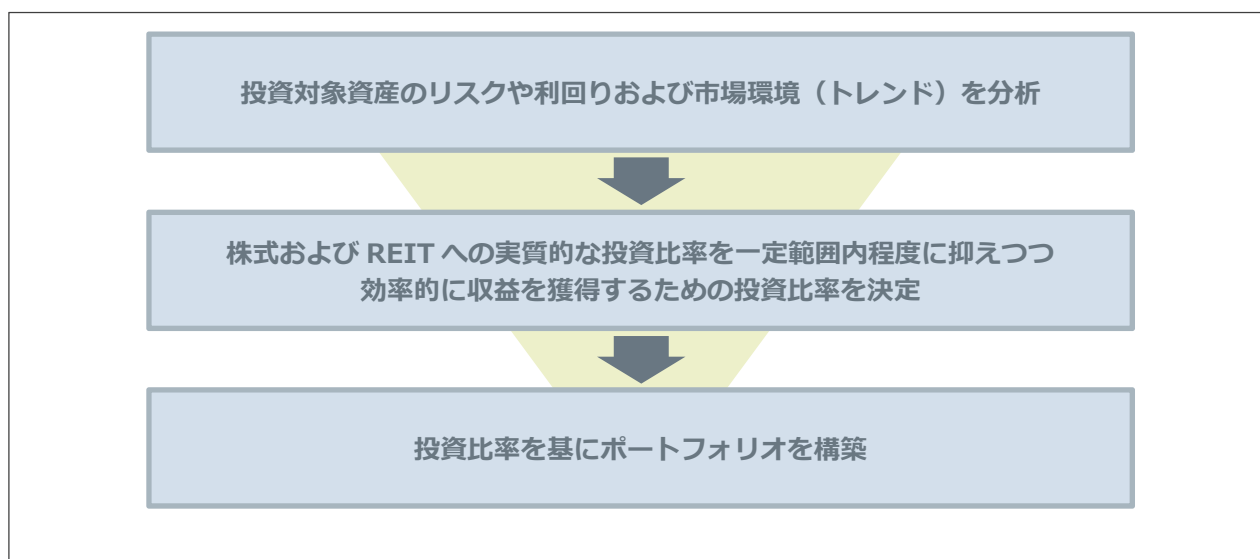 投資対象資産のリスクや利回りおよび市場環境（トレンド）を分析
株式および REIT への実質的な投資比率を一定範囲内程度に抑えつつ
効率的に収益を獲得するための投資比率を決定
投資比率を基にポートフォリオを構築